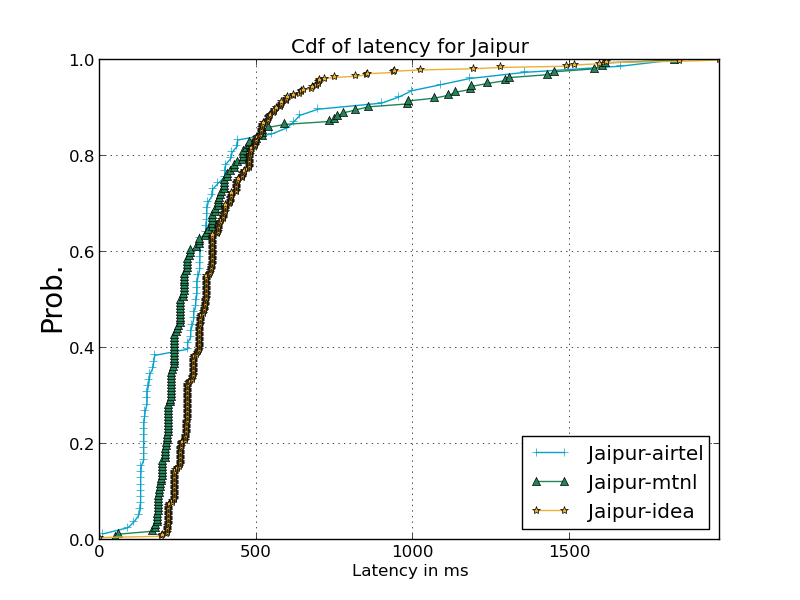 Cdf of latency for Jaipur
1.0
0.8
0.6
0.4
0.2
0.0
Prob.
0
500
1000
1500
Latency in ms
Jaipur-airtel
Jaipur-mtnl
Jaipur-idea